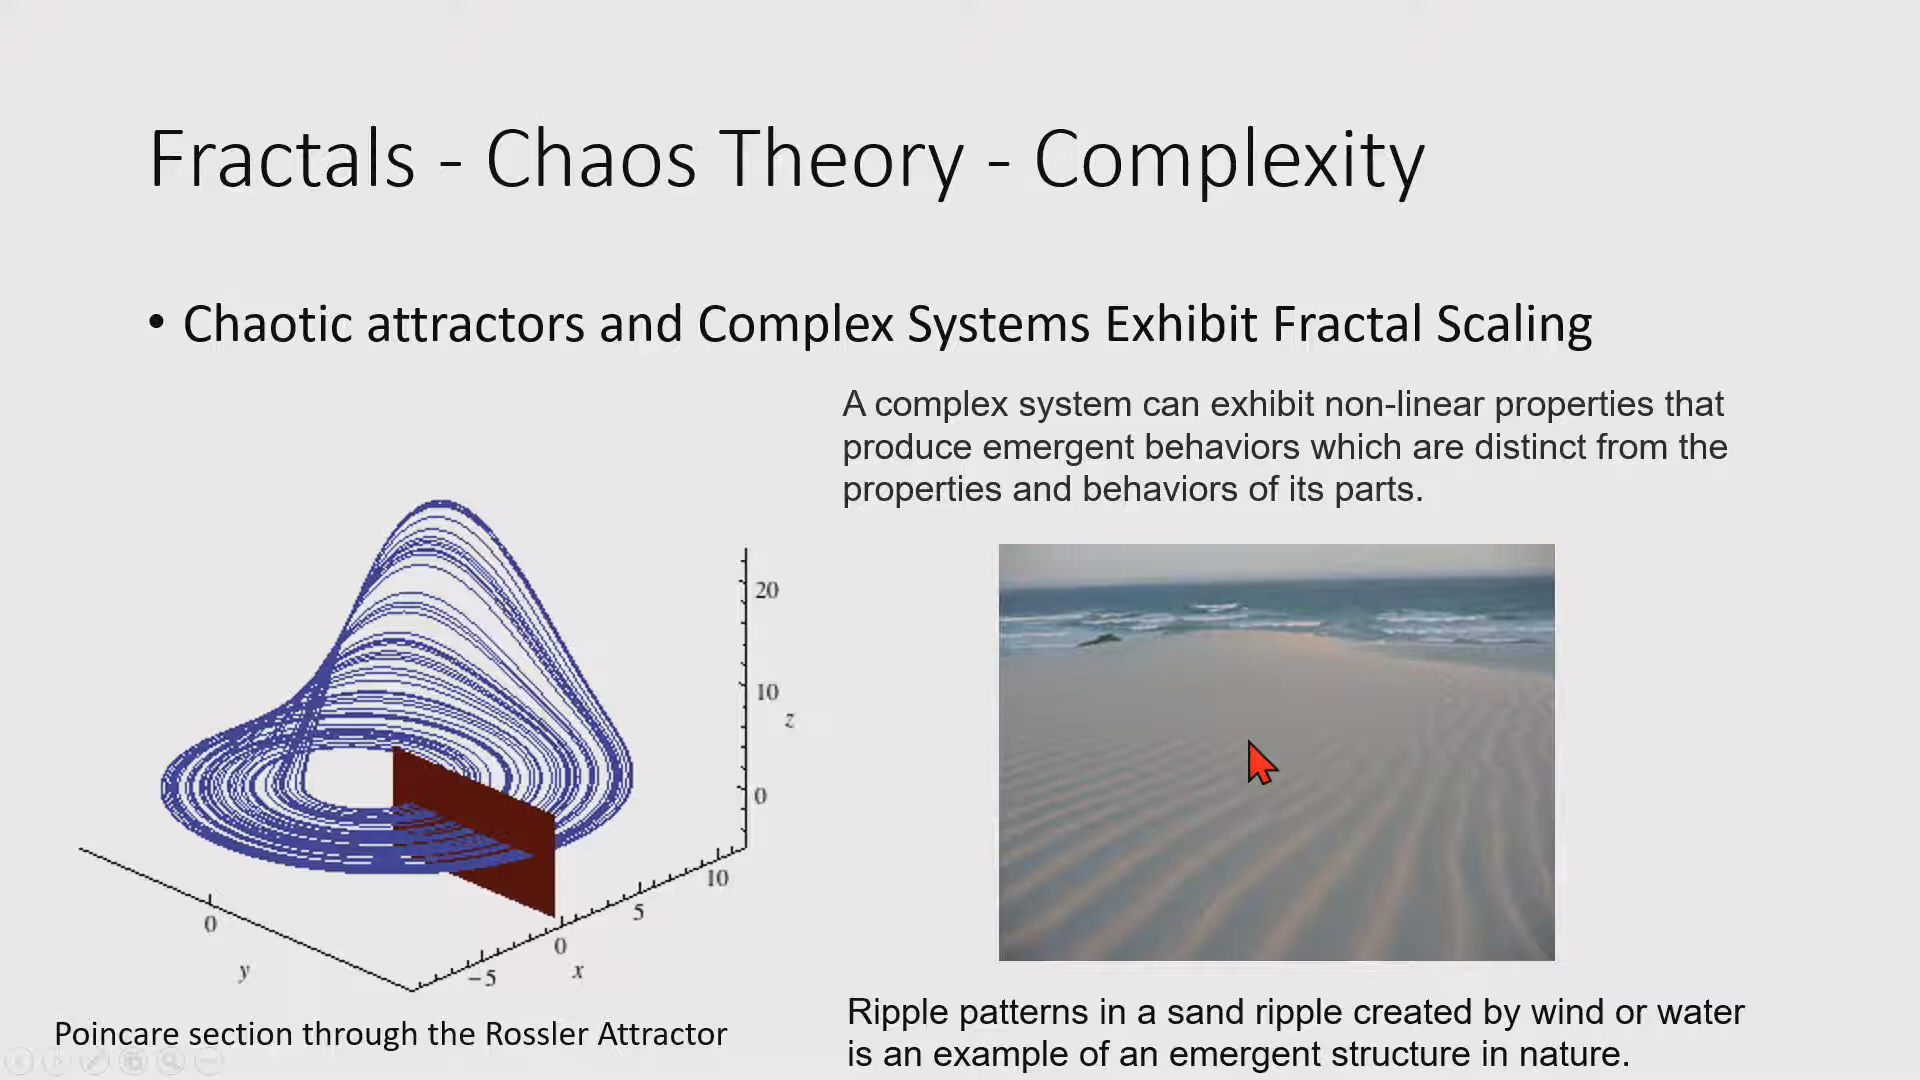 Fractals - Chaos Theory - Complexity
• Chaotic attractors and Complex Systems Exhibit Fractal Scaling
A complex system can exhibit non-linear properties that
produce emergent behaviors which are distinct from the
properties and behaviors of its parts.
20
10
z
0
10
5
0
x
-5
0
y
Poincare section through the Rossler Attractor
Ripple patterns in a sand ripple created by wind or water
is an example of an emergent structure in nature.